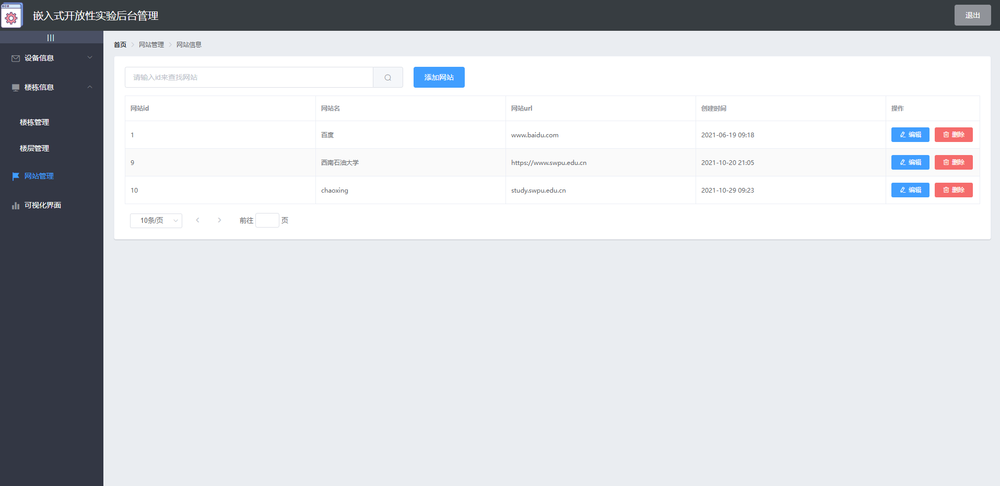 嵌入式开放性实验后台管理
退出
|||
设备信息
楼栋信息
楼栋管理
楼层管理
网站管理
可视化界面
首页 > 网站管理 > 网站信息
请输入id来查找网站
添加网站
网站id 网站名 网站url 创建时间 操作
1 百度 www.baidu.com 2021-06-19 09:18 编辑 删除
9 西南石油大学 https://www.swpu.edu.cn 2021-10-20 21:05 编辑 删除
10 chaoxing study.swpu.edu.cn 2021-10-29 09:23 编辑 删除
10条/页 前往 页